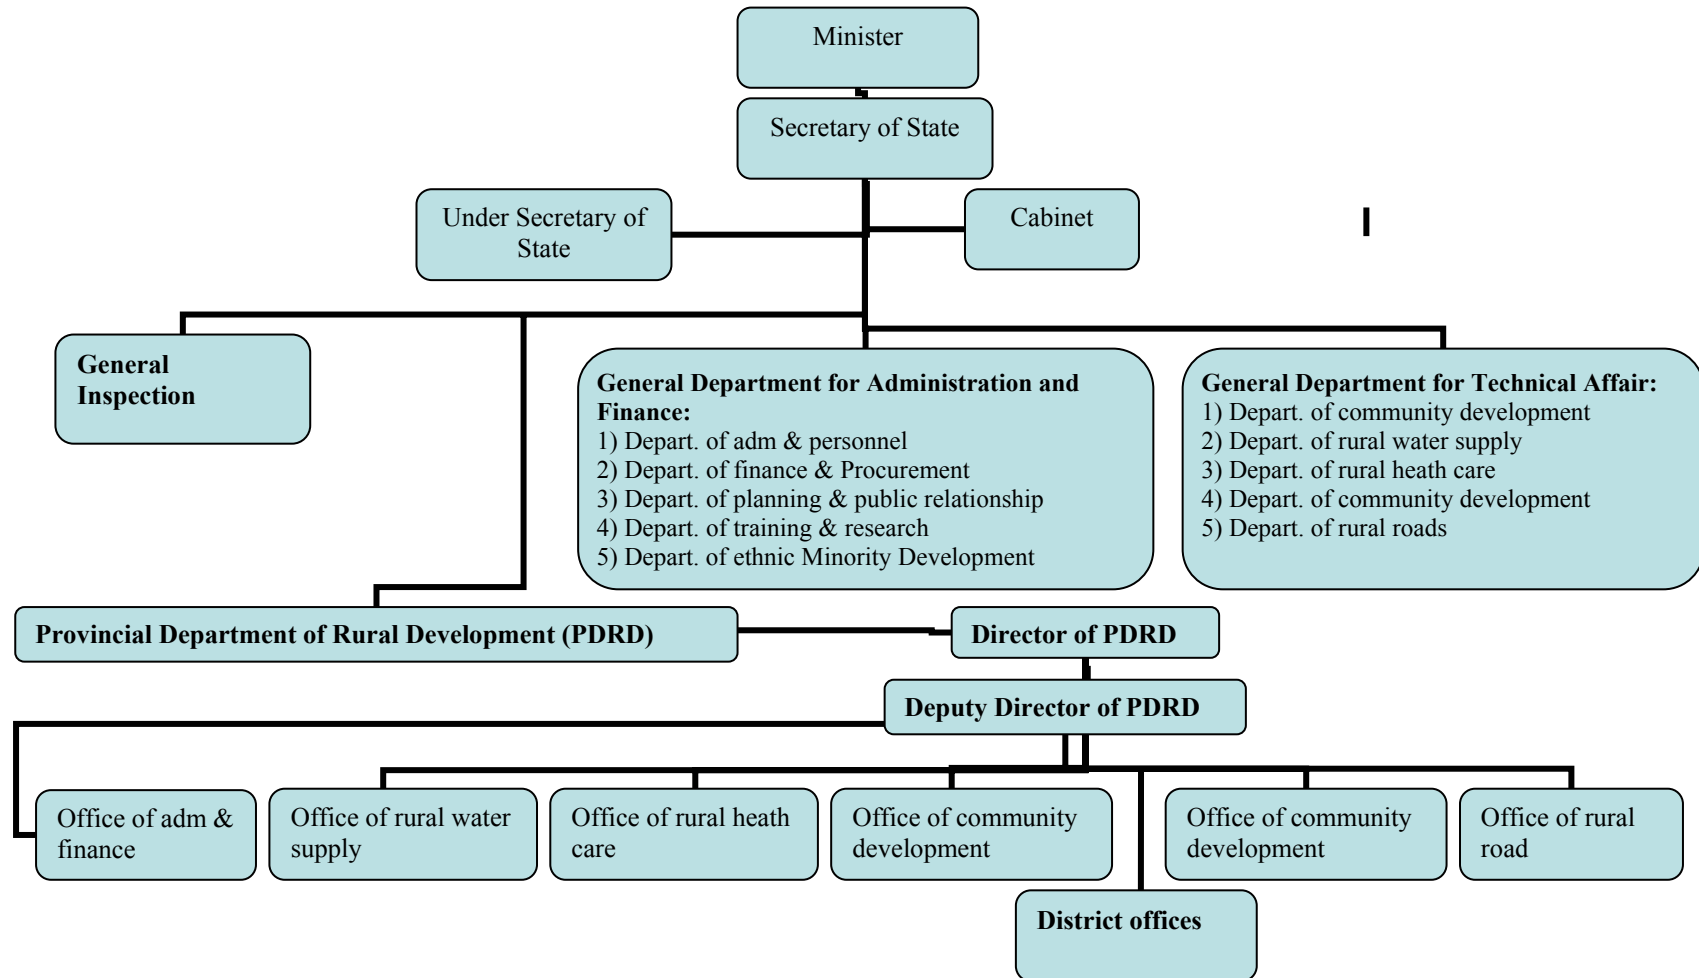 Minister
Secretary of State
Under Secretary of
State
Cabinet
General
Inspection
General Department for Administration and
Finance:
1) Depart. of adm & personnel
2) Depart. of finance & Procurement
3) Depart. of planning & public relationship
4) Depart. of training & research
5) Depart. of ethnic Minority Development
General Department for Technical Affair:
1) Depart. of community development
2) Depart. of rural water supply
3) Depart. of rural heath care
4) Depart. of community development
5) Depart. of rural roads
Provincial Department of Rural Development (PDRD)
Director of PDRD
Deputy Director of PDRD
Office of adm &
finance
Office of rural water
supply
Office of rural heath
care
Office of community
development
Office of community
development
Office of rural
road
District offices